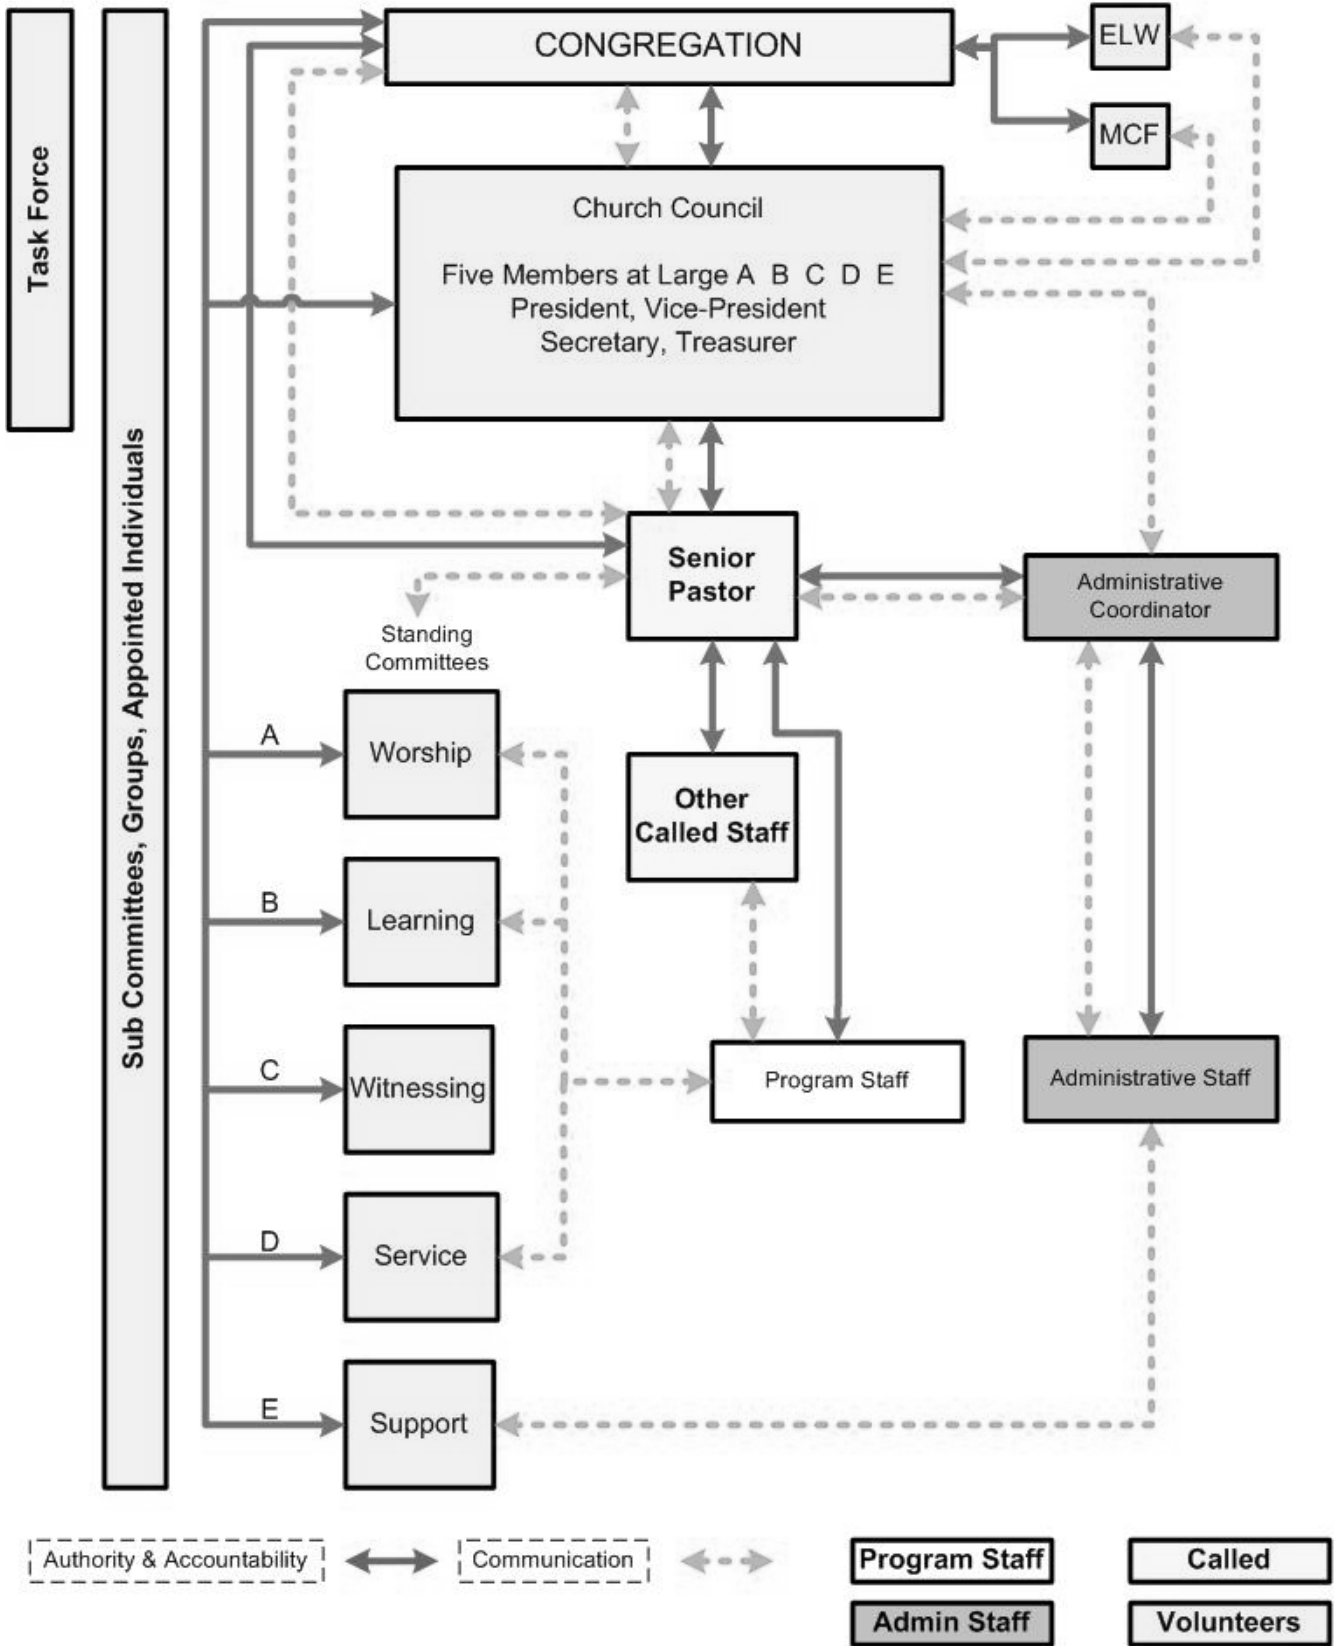 CONGREGATION
ELW
MCF
Task Force
Sub Committees, Groups, Appointed Individuals
Church Council
Five Members at Large A B C D E
President, Vice-President
Secretary, Treasurer
Senior
Pastor
Administrative
Coordinator
Standing
Committees
A
Worship
Other
Called Staff
B
Learning
C
Witnessing
Program Staff
Administrative Staff
D
Service
E
Support
Authority & Accountability
Communication
Program Staff
Called
Admin Staff
Volunteers